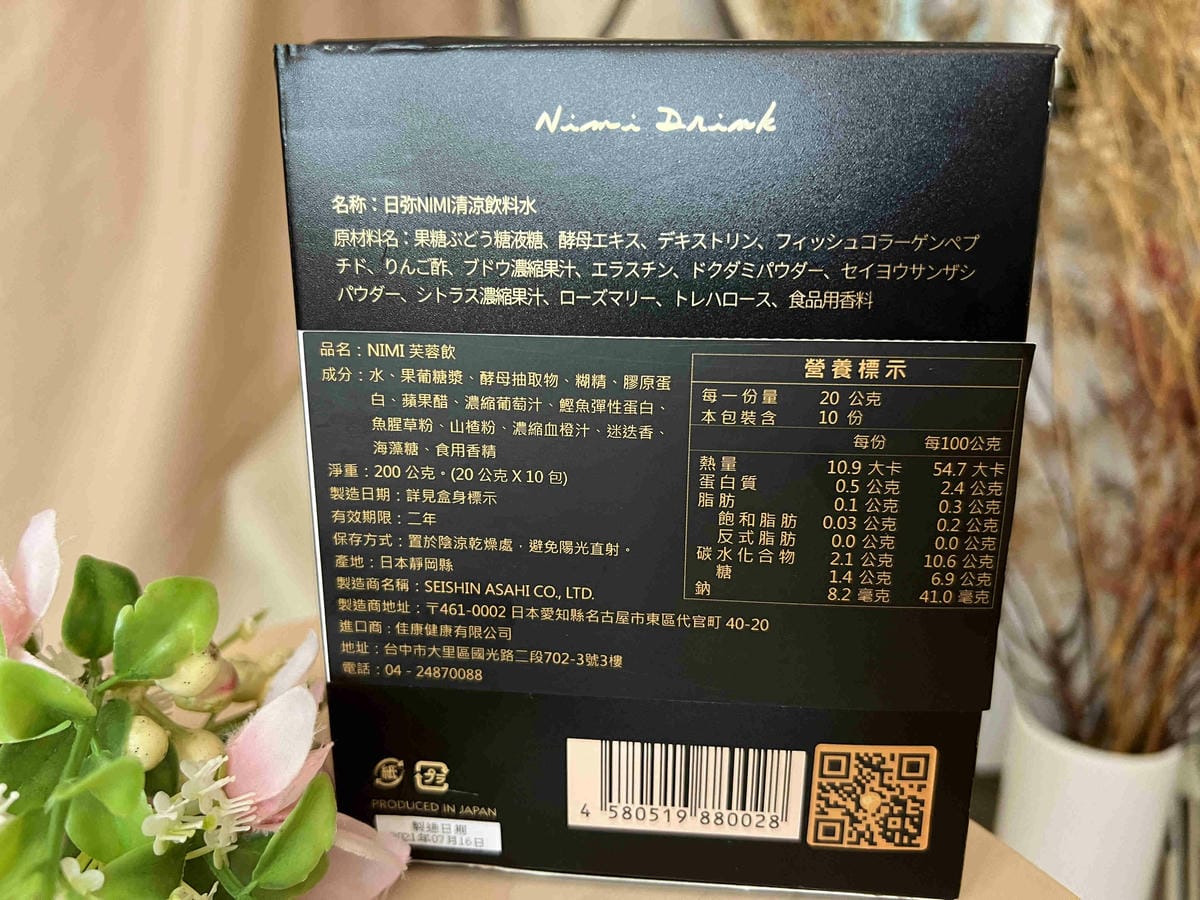 Nimi Drink
名称：日弥NIMI清涼飲料水
原材料名：果糖ぶどう糖液糖、酵母エキス、デキストリン、フィッシュコラーゲンペプ
チド、りんご酢、ブドウ濃縮果汁、エラスチン、ドクダミパウダー、セイヨウサンザシ
パウダー、シトラス濃縮果汁、ローズマリー、トレハロース、食品用香料
品名：NIMI 芙蓉飲
成分：水、果葡糖漿、酵母抽取物、糊精、膠原蛋
白、蘋果醋、濃縮葡萄汁、鰹魚彈性蛋白、
魚腥草粉、山楂粉、濃縮血橙汁、迷迭香、
海藻糖、食用香精
淨重：200 公克。(20 公克 X 10 包)
製造日期：詳見盒身標示
有效期限：二年
保存方式：置於陰涼乾燥處，避免陽光直射。
產地：日本靜岡縣
製造商名稱：SEISHIN ASAHI CO., LTD.
製造商地址：〒461-0002 日本愛知縣名古屋市東區代官町 40-20
進口商：佳康健康有限公司
地址：台中市大里區國光路二段702-3號3樓
電話：04 - 24870088
營養標示
每一份量 20 公克
本包裝含 10 份
每份 每100公克
熱量 10.9 大卡 54.7 大卡
蛋白質 0.5 公克 2.4 公克
脂肪 0.1 公克 0.3 公克
飽和脂肪 0.03 公克 0.2 公克
反式脂肪 0.0 公克 0.0 公克
碳水化合物 2.1 公克 10.6 公克
糖 1.4 公克 6.9 公克
鈉 8.2 毫克 41.0 毫克
紙 プラ
PRODUCED IN JAPAN
製造日期
2021年07月16日
4 580519 880028